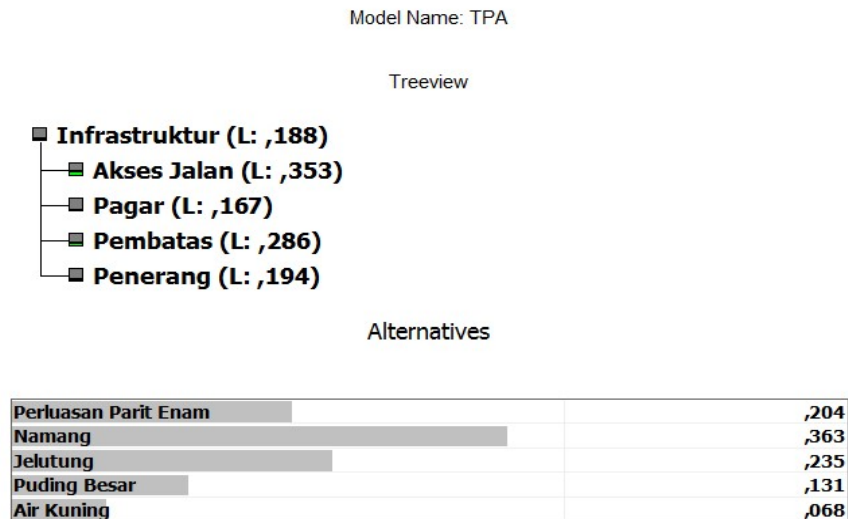 Model Name: TPA
Treeview
Infrastruktur (L: ,188)
Akses Jalan (L: ,353)
Pagar (L: ,167)
Pembatas (L: ,286)
Penerang (L: ,194)
Alternatives
Perluasan Parit Enam ,204
Namang ,363
Jelutung ,235
Puding Besar ,131
Air Kuning ,068